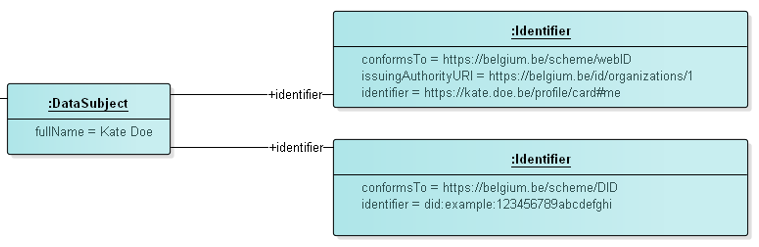 :Identifier
conformsTo = https://belgium.be/scheme/webID
issuingAuthorityURI = https://belgium.be/id/organizations/1
identifier = https://kate.doe.be/profile/card#me
+identifier
:DataSubject
fullName = Kate Doe
+identifier
:Identifier
conformsTo = https://belgium.be/scheme/DID
identifier = did:example:123456789abcdefghi